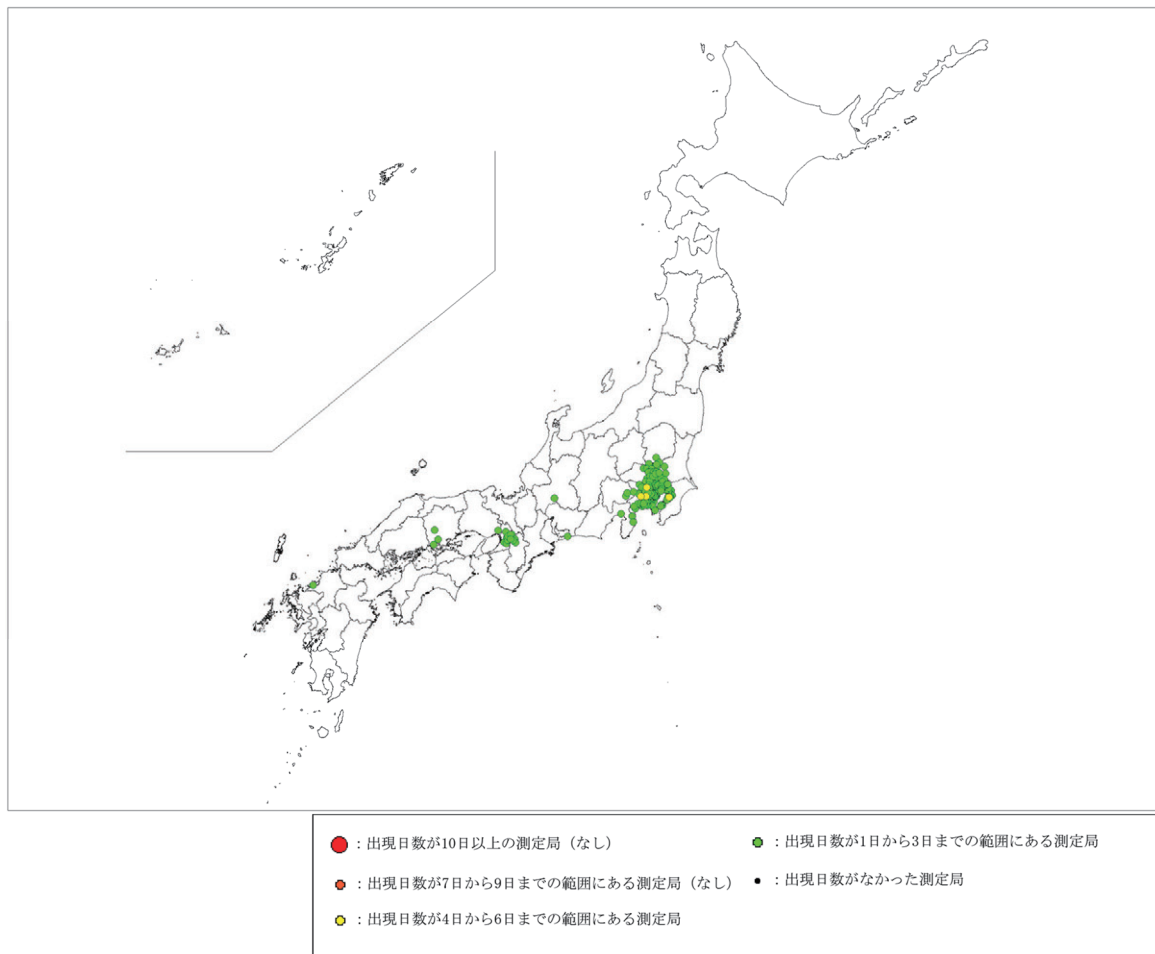 ：出現日数が10日以上の測定局（なし）
：出現日数が7日から9日までの範囲にある測定局（なし）
：出現日数が4日から6日までの範囲にある測定局
：出現日数が1日から3日までの範囲にある測定局
：出現日数がなかった測定局